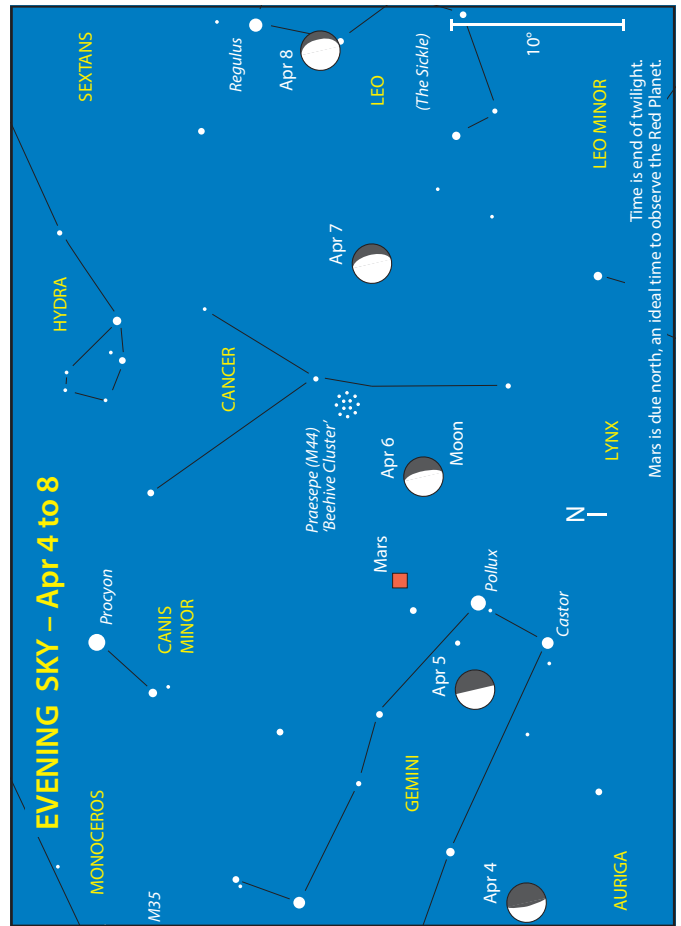 EVENING SKY – Apr 4 to 8
MONOCEROS
M35
Procyon
CANIS
MINOR
HYDRA
SEXTANS
CANCER
Regulus
Apr 8
LEO
(The Sickle)
10°
Praesepe (M44)
'Beehive Cluster'
Apr 7
Mars
Apr 6
Moon
GEMINI
Apr 5
Pollux
Castor
Apr 4
AURIGA
N
LYNX
LEO MINOR
Time is end of twilight.
Mars is due north, an ideal time to observe the Red Planet.